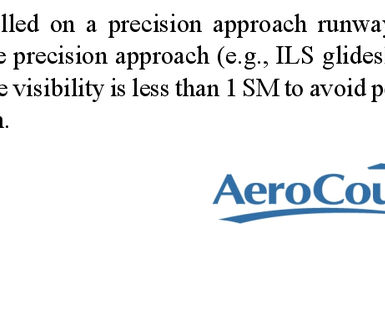 lled on a precision approach runway
e precision approach (e.g., ILS glides
e visibility is less than 1 SM to avoid p
n.
AeroCou